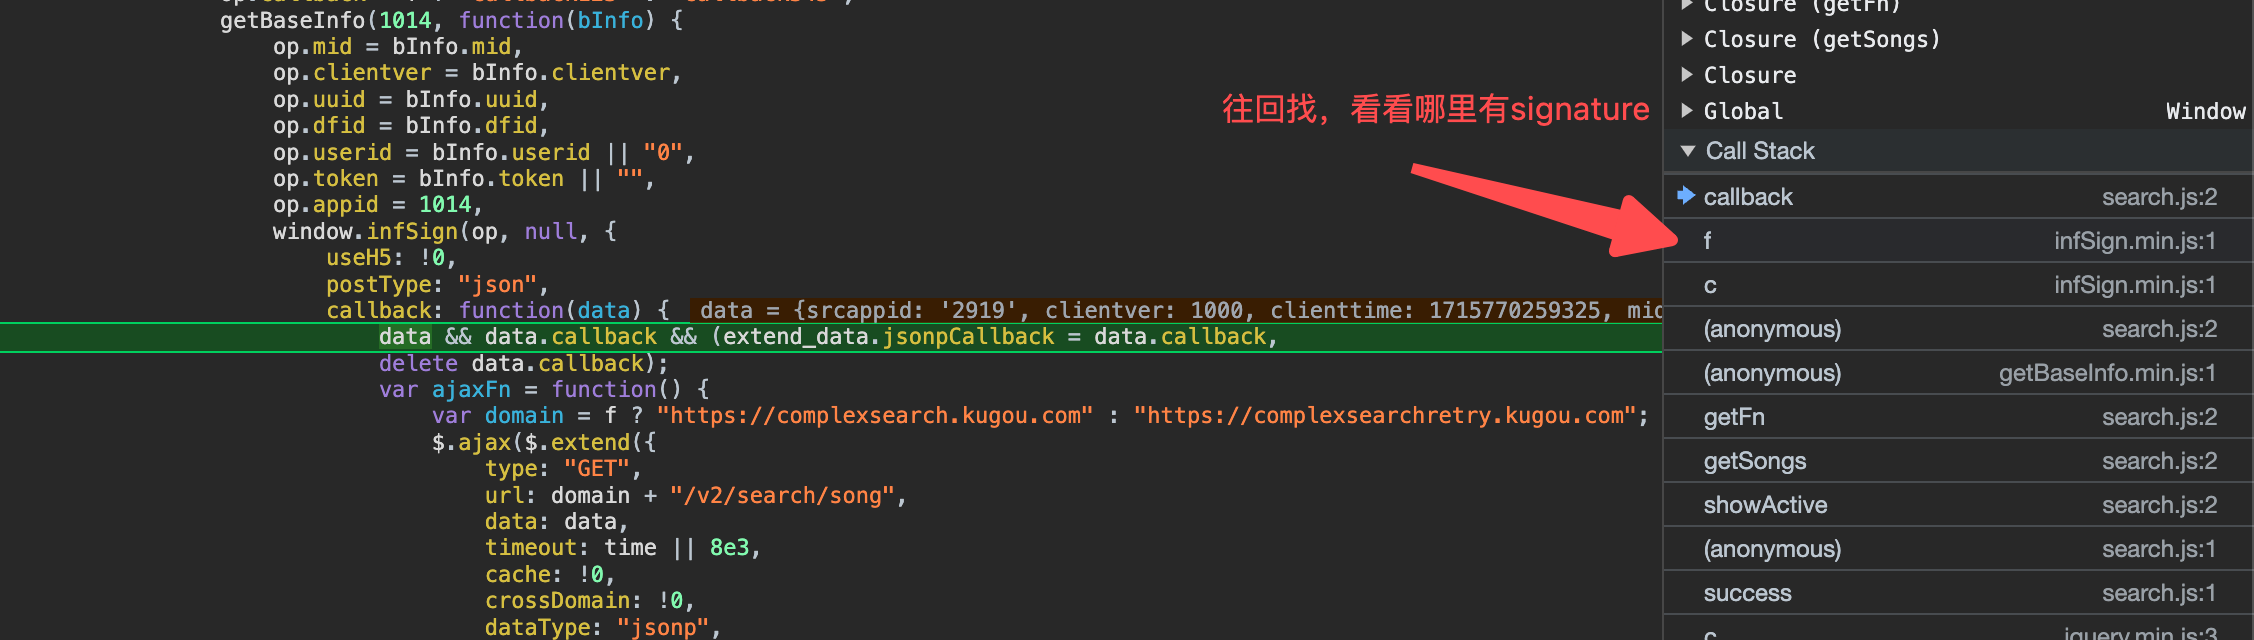 getBaseInfo(1014, function(bInfo) {
op.mid = bInfo.mid,
op.clientver = bInfo.clientver,
op.uuid = bInfo.uuid,
op.dfid = bInfo.dfid,
op.userid = bInfo.userid || "0",
op.token = bInfo.token || "",
op.appid = 1014,
window.infSign(op, null, {
useH5: !0,
postType: "json",
callback: function(data) { data = {srcappid: '2919', clientver: 1000, clienttime: 1715770259325, mid
data && data.callback && (extend_data.jsonpCallback = data.callback,
delete data.callback);
var ajaxFn = function() {
var domain = f ? "https://complexsearch.kugou.com" : "https://complexsearchretry.kugou.com";
$.ajax($.extend({
type: "GET",
url: domain + "/v2/search/song",
data: data,
timeout: time || 8e3,
cache: !0,
crossDomain: !0,
dataType: "jsonp",
往回找，看看哪里有signature
Closure (getFn)
Closure (getSongs)
Closure
Global Window
Call Stack
callback search.js:2
f infSign.min.js:1
c infSign.min.js:1
(anonymous) search.js:2
(anonymous) getBaseInfo.min.js:1
getFn search.js:2
getSongs search.js:2
showActive search.js:2
(anonymous) search.js:1
success search.js:1
c jquery.min.js:3